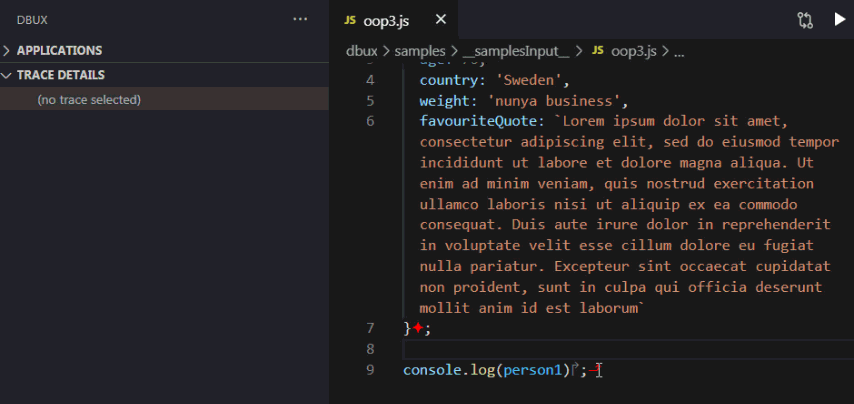 DBUX
···
JS oop3.js ×
dbux > samples > __samplesInput__ > JS oop3.js > ...
APPLICATIONS
TRACE DETAILS
(no trace selected)
4 country: 'Sweden',
5 weight: 'nunya business',
6 favouriteQuote: `Lorem ipsum dolor sit amet,
consectetur adipiscing elit, sed do eiusmod tempor
incididunt ut labore et dolore magna aliqua. Ut
enim ad minim veniam, quis nostrud exercitation
ullamco laboris nisi ut aliquip ex ea commodo
consequat. Duis aute irure dolor in reprehenderit
in voluptate velit esse cillum dolore eu fugiat
nulla pariatur. Excepteur sint occaecat cupidatat
non proident, sunt in culpa qui officia deserunt
mollit anim id est laborum`
7 }✦;
8
9 console.log(person1)↱;→